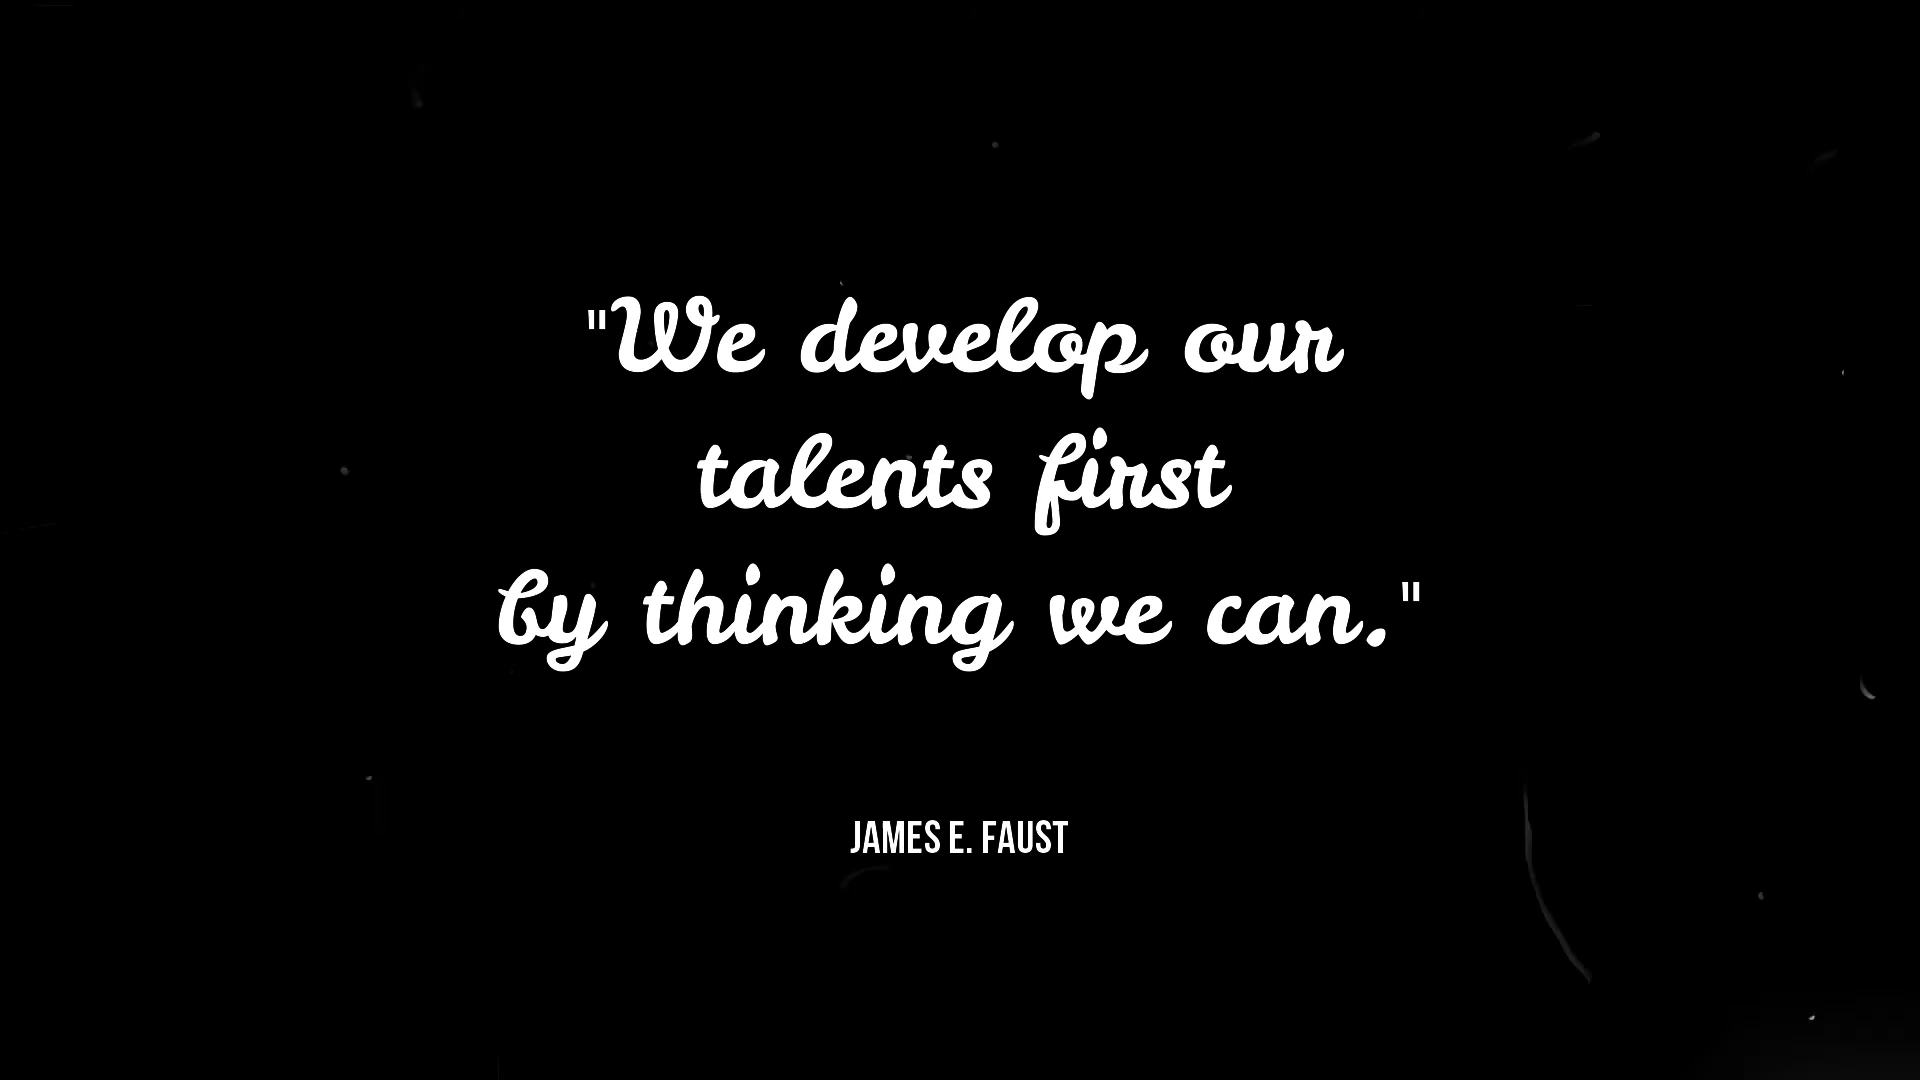 "We develop our
talents first
by thinking we can."
JAMES E. FAUST